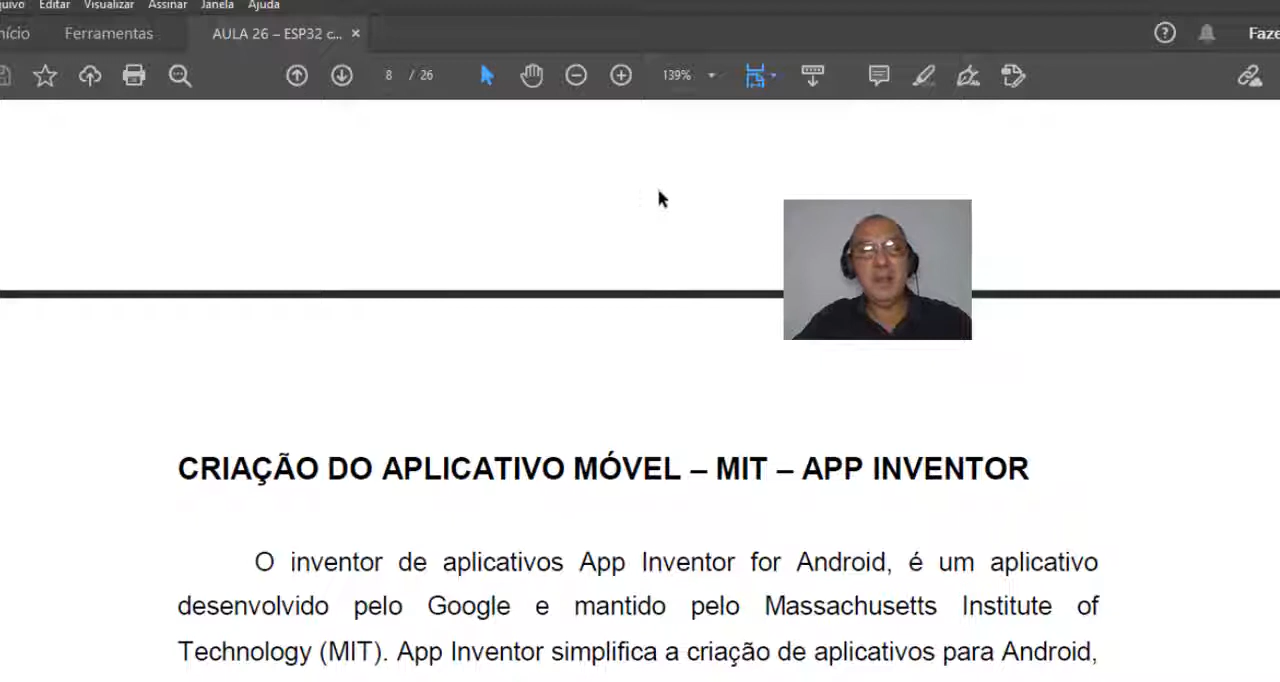 quivo Editar Visualizar Assinar Janela Ajuda
nício Ferramentas AULA 26 – ESP32 c... × Faze
8 / 26 139%
CRIAÇÃO DO APLICATIVO MÓVEL – MIT – APP INVENTOR
O inventor de aplicativos App Inventor for Android, é um aplicativo
desenvolvido pelo Google e mantido pelo Massachusetts Institute of
Technology (MIT). App Inventor simplifica a criação de aplicativos para Android,